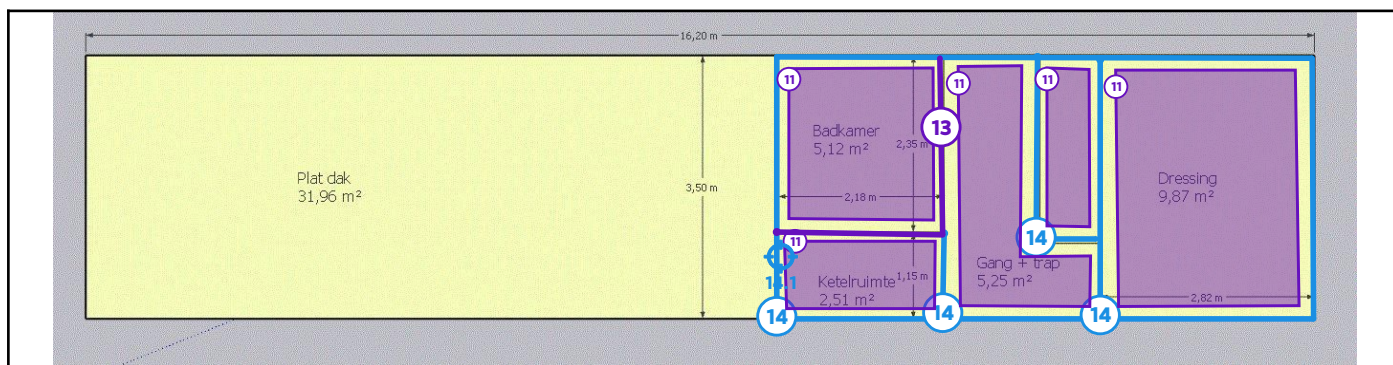 16,20 m
11
11
11
11
13
Badkamer
5,12 m²
2,35 m
Plat dak
31,96 m²
3,50 m
2,18 m
Dressing
9,87 m²
14
11
14.1
Ketelruimte
2,51 m²
1,15 m
Gang + trap
5,25 m²
2,82 m
14
14
14